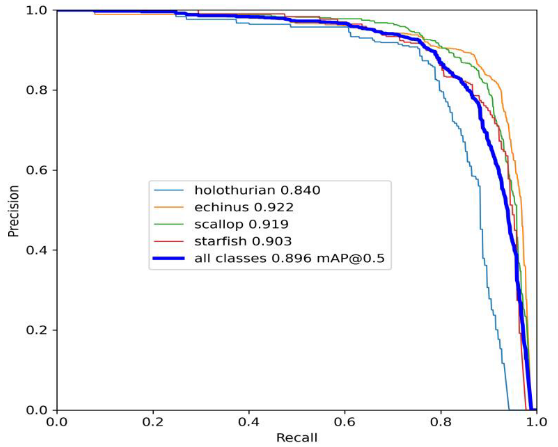 1.0
0.8
0.6
0.4
0.2
0.0
Precision
holothurian 0.840
echinus 0.922
scallop 0.919
starfish 0.903
all classes 0.896 mAP@0.5
0.0 0.2 0.4 0.6 0.8 1.0
Recall